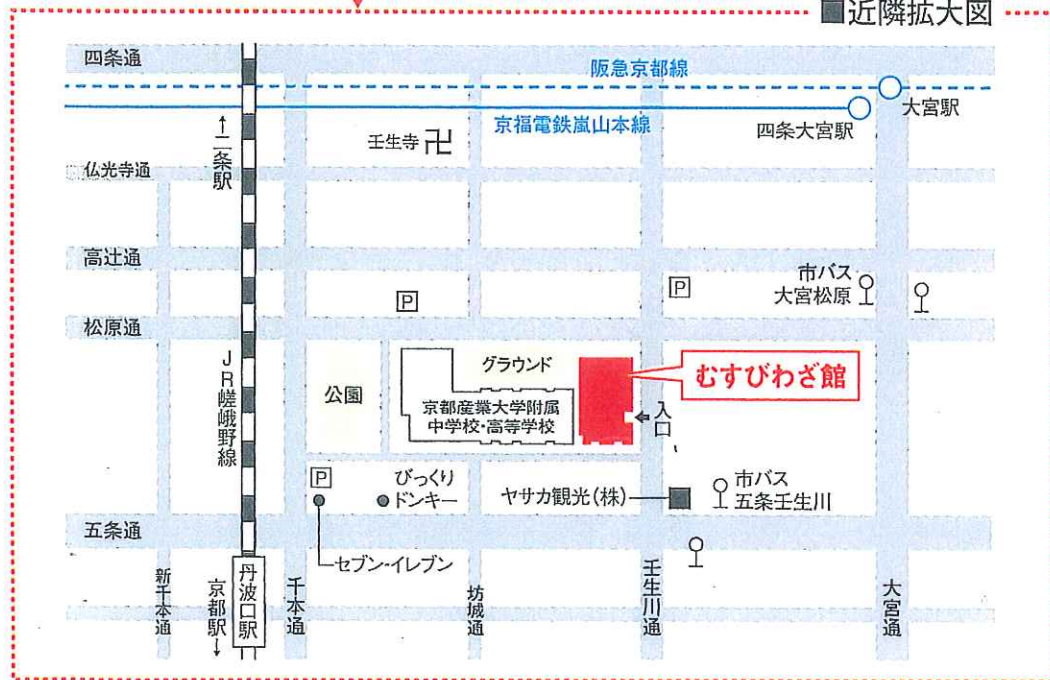 ■近隣拡大図
四条通
阪急京都線
大宮駅
京福電鉄嵐山本線
四条大宮駅
↑二条駅
壬生寺卍
仏光寺通
高辻通
市バス
大宮松原
P
P
松原通
JR嵯峨野線
公園
グラウンド
京都産業大学附属
中学校・高等学校
むすびわざ館
←入口
P
びっくり
ドンキー
ヤサカ観光(株)
市バス
五条壬生川
五条通
セブン-イレブン
新千本通
京都駅↓
丹波口駅
千本通
坊城通
壬生川通
大宮通